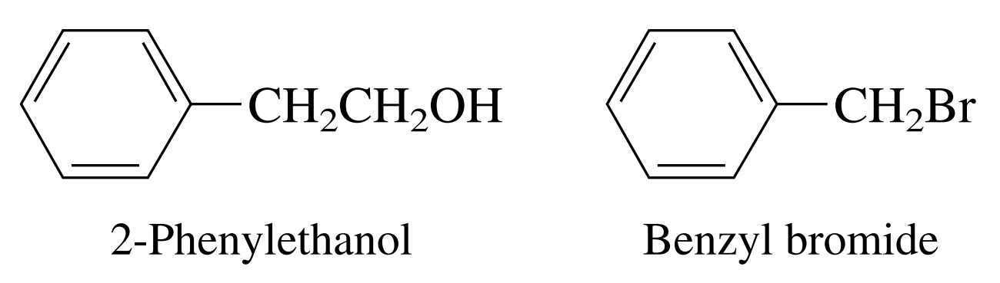 CH₂CH₂OH CH₂Br
2-Phenylethanol Benzyl bromide